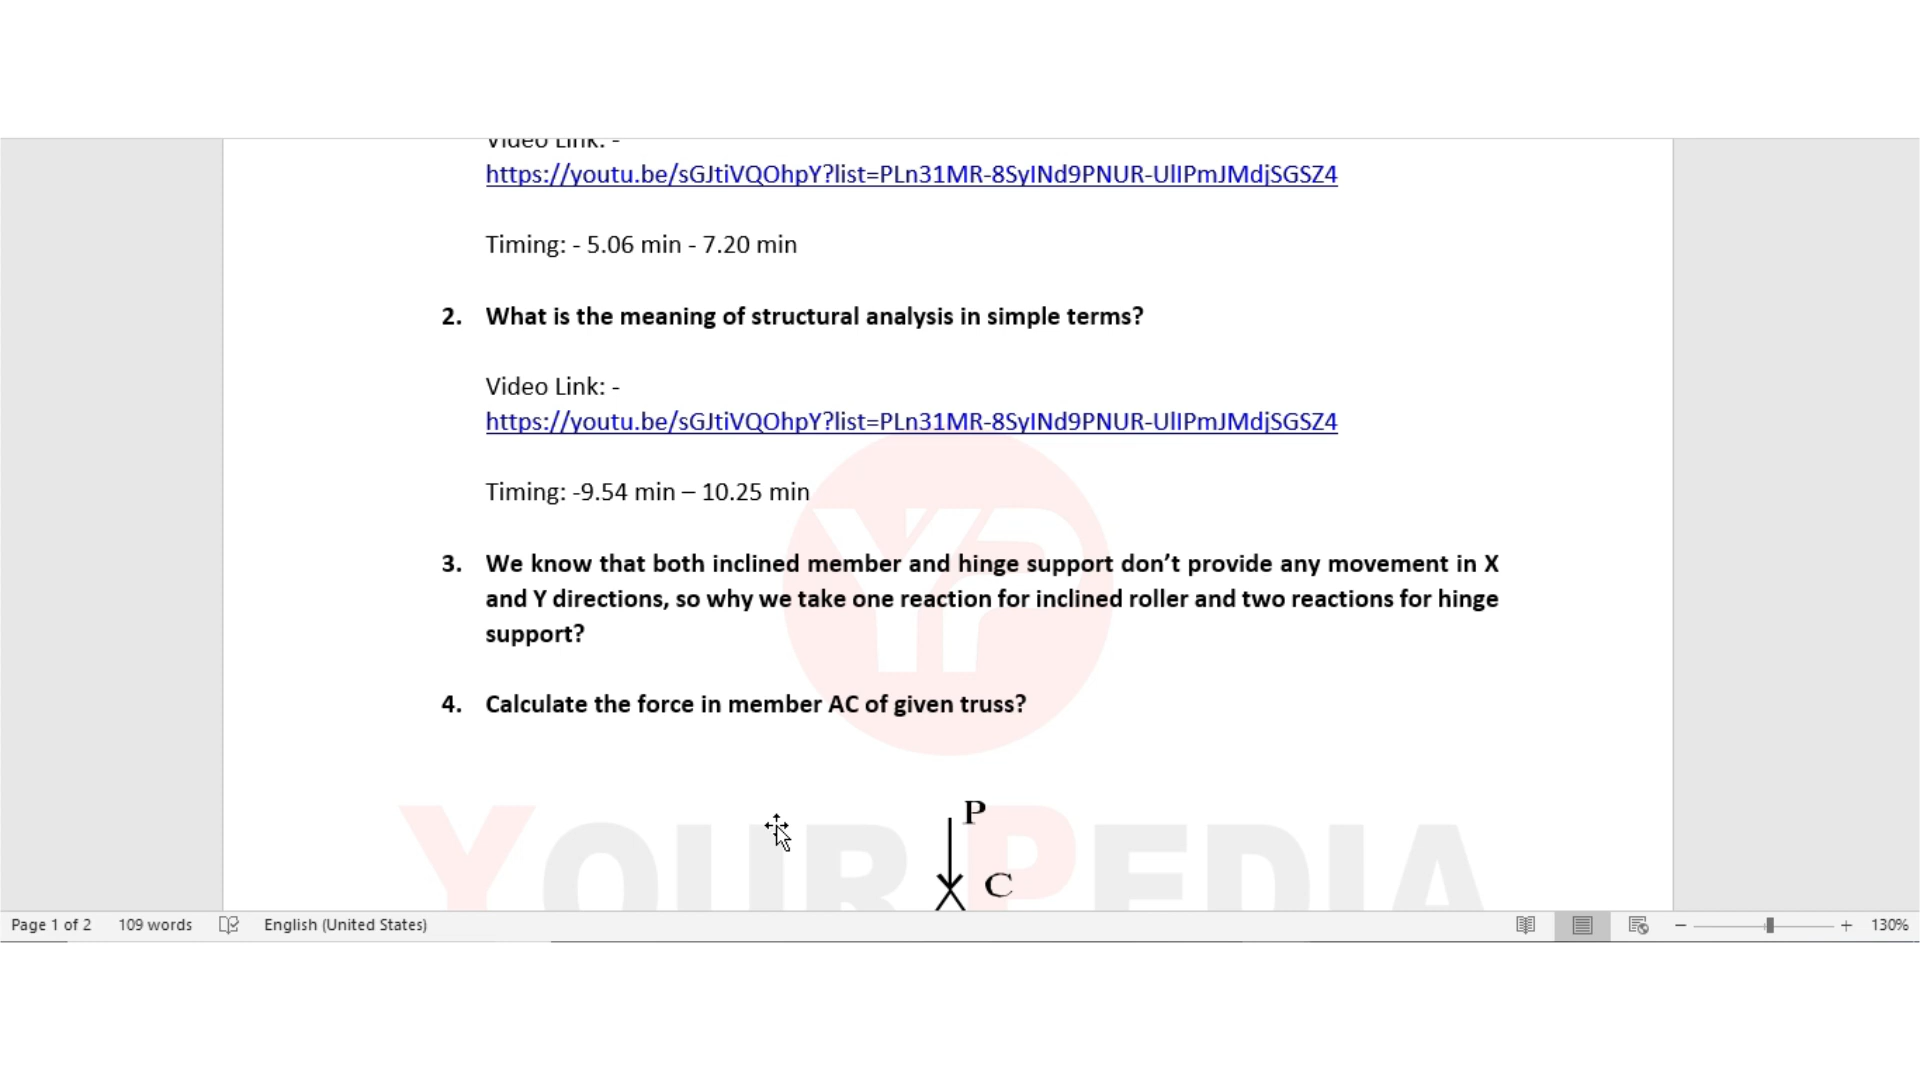 Video Link: -
https://youtu.be/sGJtiVQOhpY?list=PLn31MR-8SyINd9PNUR-UlIPmJMdjSGSZ4
Timing: - 5.06 min - 7.20 min
2. What is the meaning of structural analysis in simple terms?
Video Link: -
https://youtu.be/sGJtiVQOhpY?list=PLn31MR-8SyINd9PNUR-UlIPmJMdjSGSZ4
Timing: -9.54 min – 10.25 min
3. We know that both inclined member and hinge support don’t provide any movement in X
and Y directions, so why we take one reaction for inclined roller and two reactions for hinge
support?
4. Calculate the force in member AC of given truss?
P
C
YP
YOUR PEDIA
Page 1 of 2 109 words English (United States) 130%